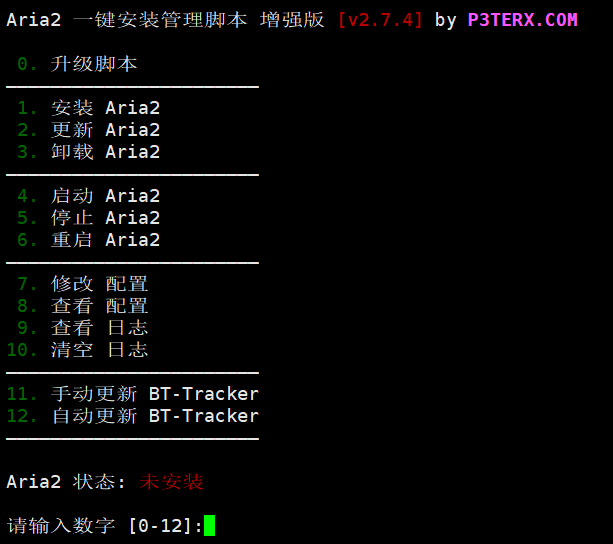 Aria2 一键安装管理脚本 增强版 [v2.7.4] by P3TERX.COM
0. 升级脚本
1. 安装 Aria2
2. 更新 Aria2
3. 卸载 Aria2
4. 启动 Aria2
5. 停止 Aria2
6. 重启 Aria2
7. 修改 配置
8. 查看 配置
9. 查看 日志
10. 清空 日志
11. 手动更新 BT-Tracker
12. 自动更新 BT-Tracker
Aria2 状态: 未安装
请输入数字 [0-12]: